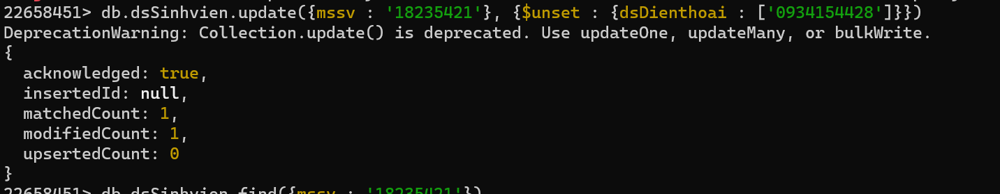 22658451> db.dsSinhvien.update({mssv : '18235421'}, {$unset : {dsDienthoai : ['0934154428']}})
DeprecationWarning: Collection.update() is deprecated. Use updateOne, updateMany, or bulkWrite.
{
  acknowledged: true,
  insertedId: null,
  matchedCount: 1,
  modifiedCount: 1,
  upsertedCount: 0
}
22658451> db.dsSinhvien.find({mssv : '18235421'})